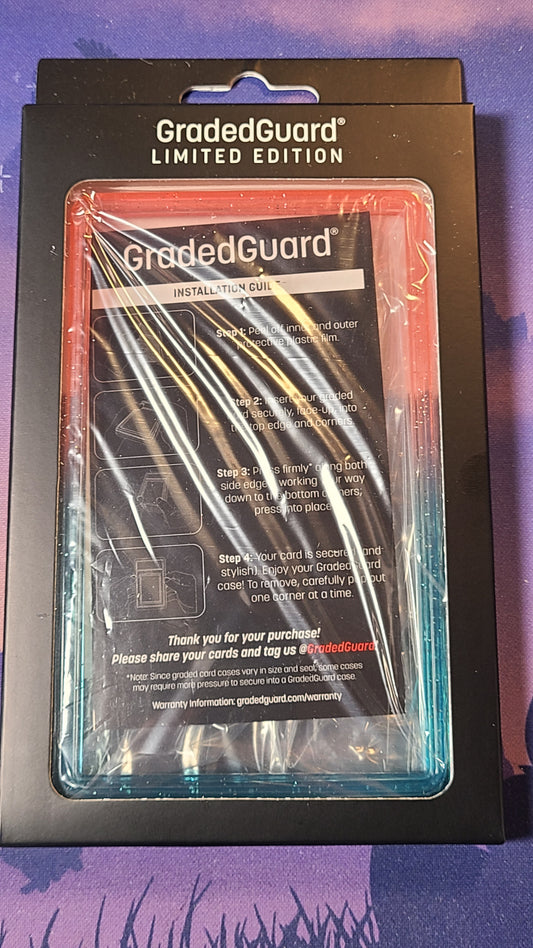 GradedGuard®
LIMITED EDITION
GradedGuard®
INSTALLATION GUIDE
Step 1: Peel off inner and outer
protective plastic film.
Step 2: Insert your graded
card securely, face-up, into
the top edge and corners.
Step 3: Press firmly* along both
side edges, working your way
down to the bottom corners;
press into place.
Step 4: Your card is secure (and
stylish). Enjoy your GradedGuard
case! To remove, carefully pop out
one corner at a time.
Thank you for your purchase!
Please share your cards and tag us @GradedGuard
*Note: Since graded card cases vary in size and seal, some cases
may require more pressure to secure into a GradedGuard case.
Warranty Information: gradedguard.com/warranty